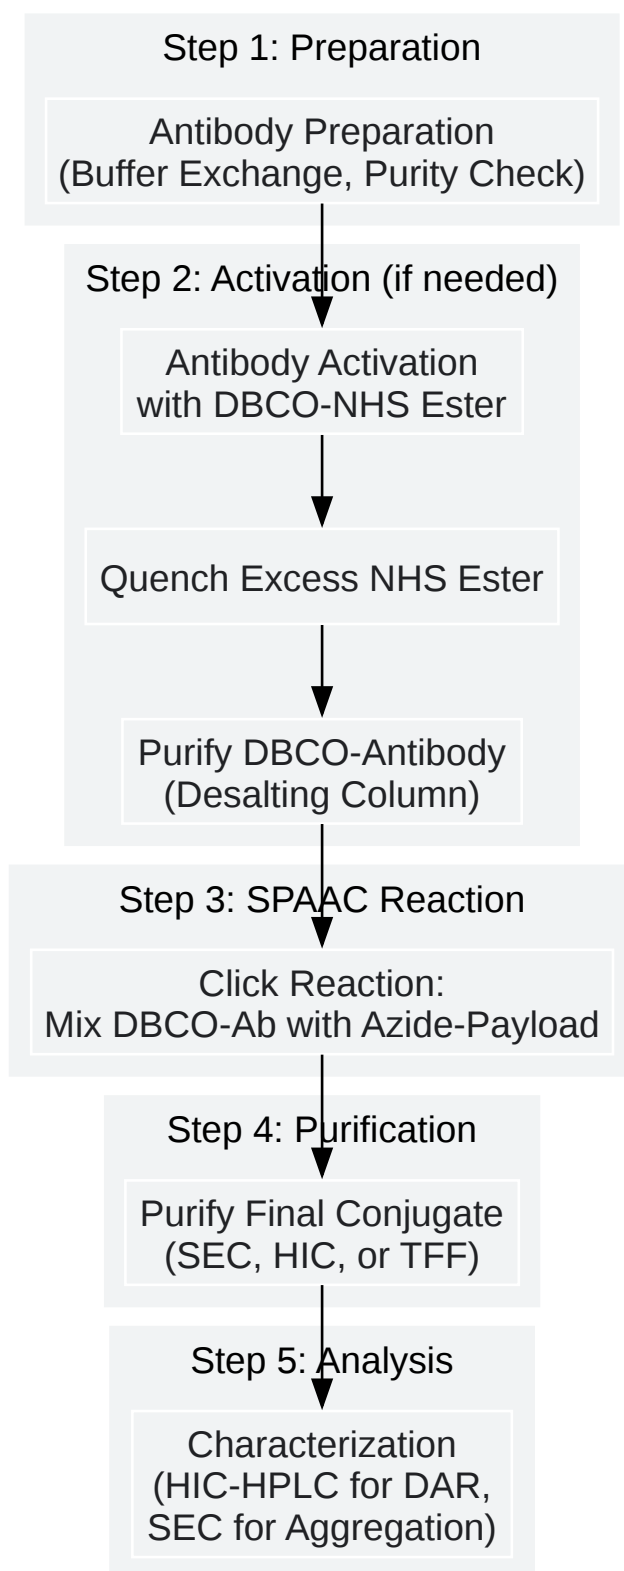 Step 1: Preparation
Antibody Preparation
(Buffer Exchange, Purity Check)
Step 2: Activation (if needed)
Antibody Activation
with DBCO-NHS Ester
Quench Excess NHS Ester
Purify DBCO-Antibody
(Desalting Column)
Step 3: SPAAC Reaction
Click Reaction:
Mix DBCO-Ab with Azide-Payload
Step 4: Purification
Purify Final Conjugate
(SEC, HIC, or TFF)
Step 5: Analysis
Characterization
(HIC-HPLC for DAR,
SEC for Aggregation)